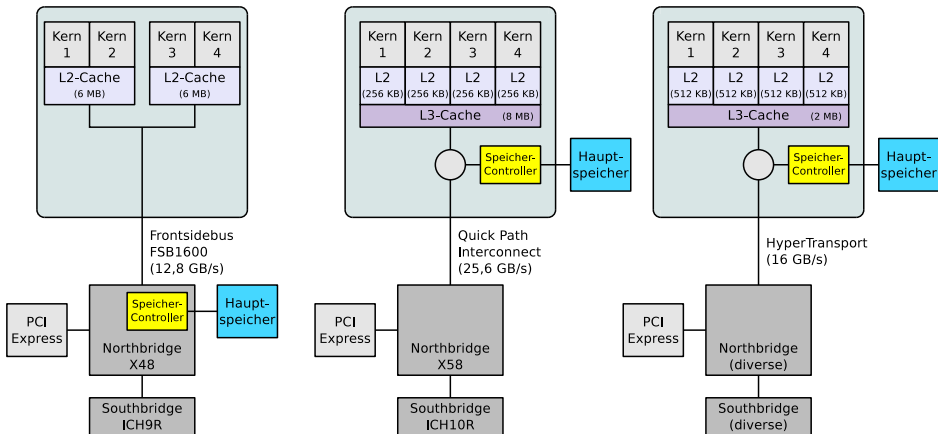 Kern
1
Kern
2
Kern
3
Kern
4
L2-Cache
(6 MB)
L2-Cache
(6 MB)
Frontsidebus
FSB1600
(12,8 GB/s)
PCI
Express
Speicher-
Controller
Haupt-
speicher
Northbridge
X48
Southbridge
ICH9R
Kern
1
Kern
2
Kern
3
Kern
4
L2
(256 KB)
L2
(256 KB)
L2
(256 KB)
L2
(256 KB)
L3-Cache (8 MB)
Speicher-
Controller
Haupt-
speicher
Quick Path
Interconnect
(25,6 GB/s)
PCI
Express
Northbridge
X58
Southbridge
ICH10R
Kern
1
Kern
2
Kern
3
Kern
4
L2
(512 KB)
L2
(512 KB)
L2
(512 KB)
L2
(512 KB)
L3-Cache (2 MB)
Speicher-
Controller
Haupt-
speicher
HyperTransport
(16 GB/s)
PCI
Express
Northbridge
(diverse)
Southbridge
(diverse)